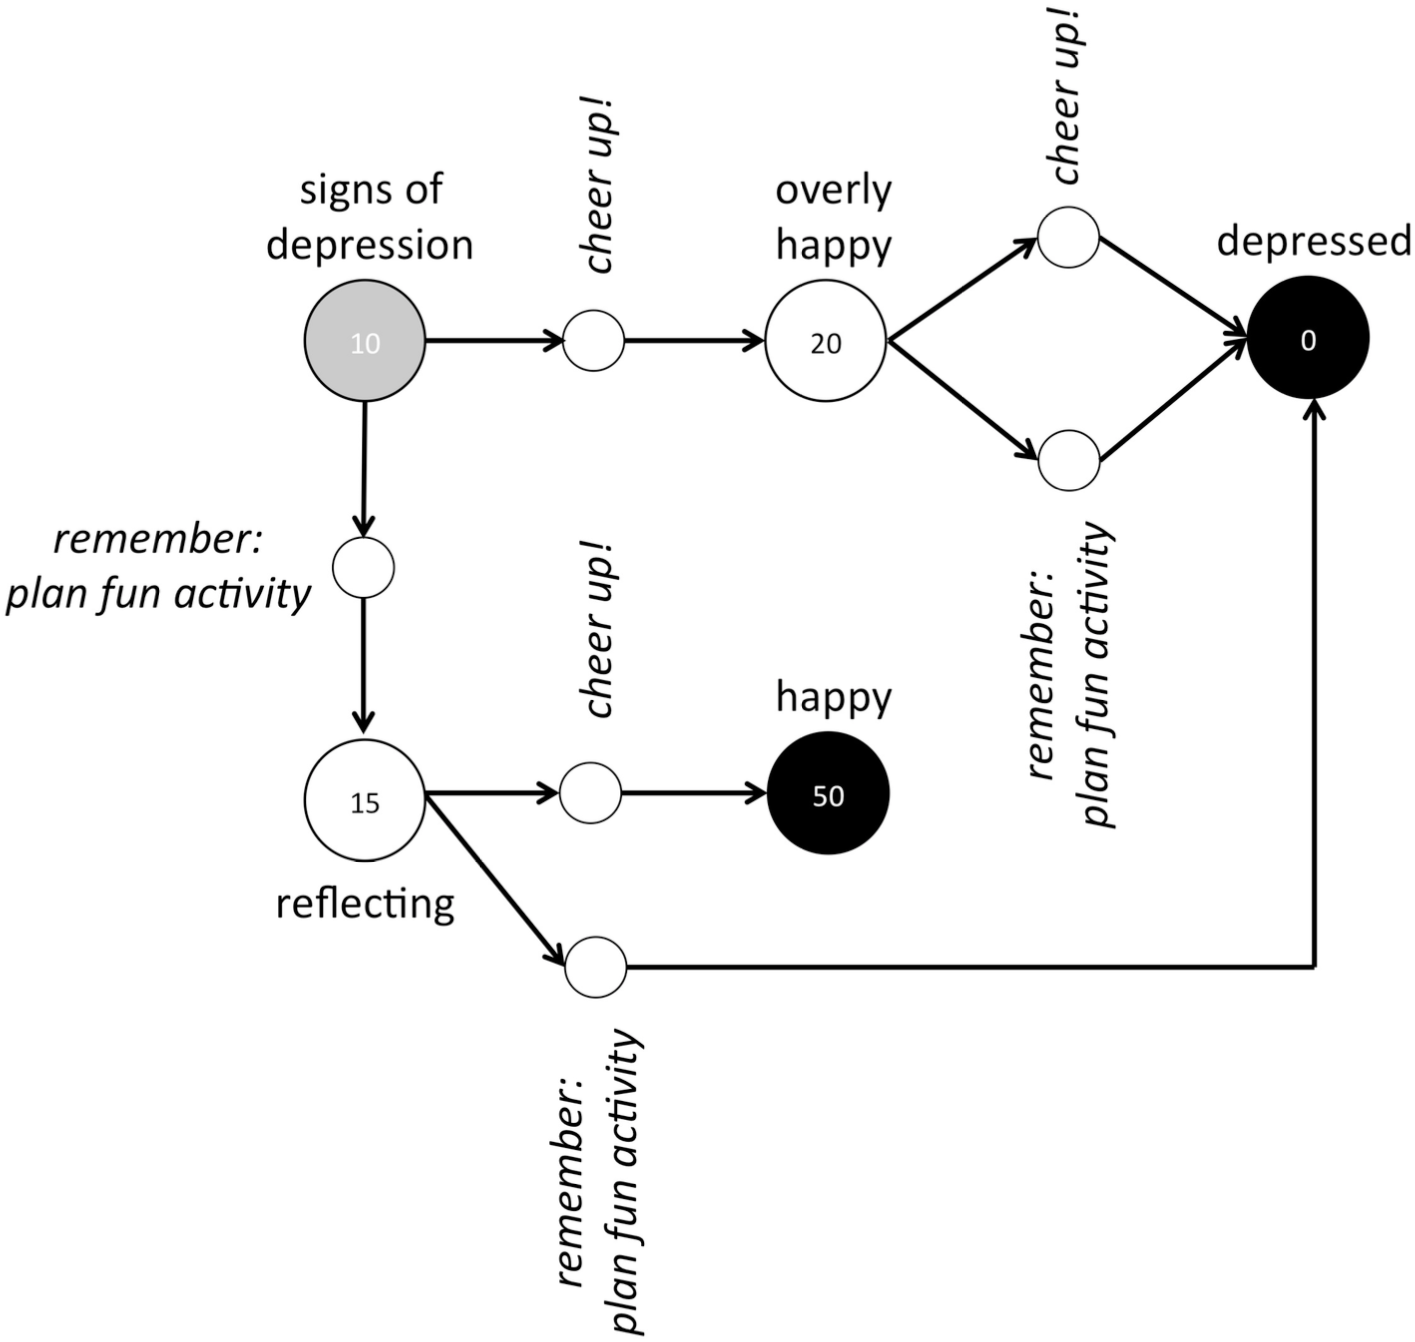 cheer up!
cheer up!
signs of
depression
overly
happy
depressed
10
20
0
remember:
plan fun activity
cheer up!
remember:
plan fun activity
happy
15
50
reflecting
remember:
plan fun activity